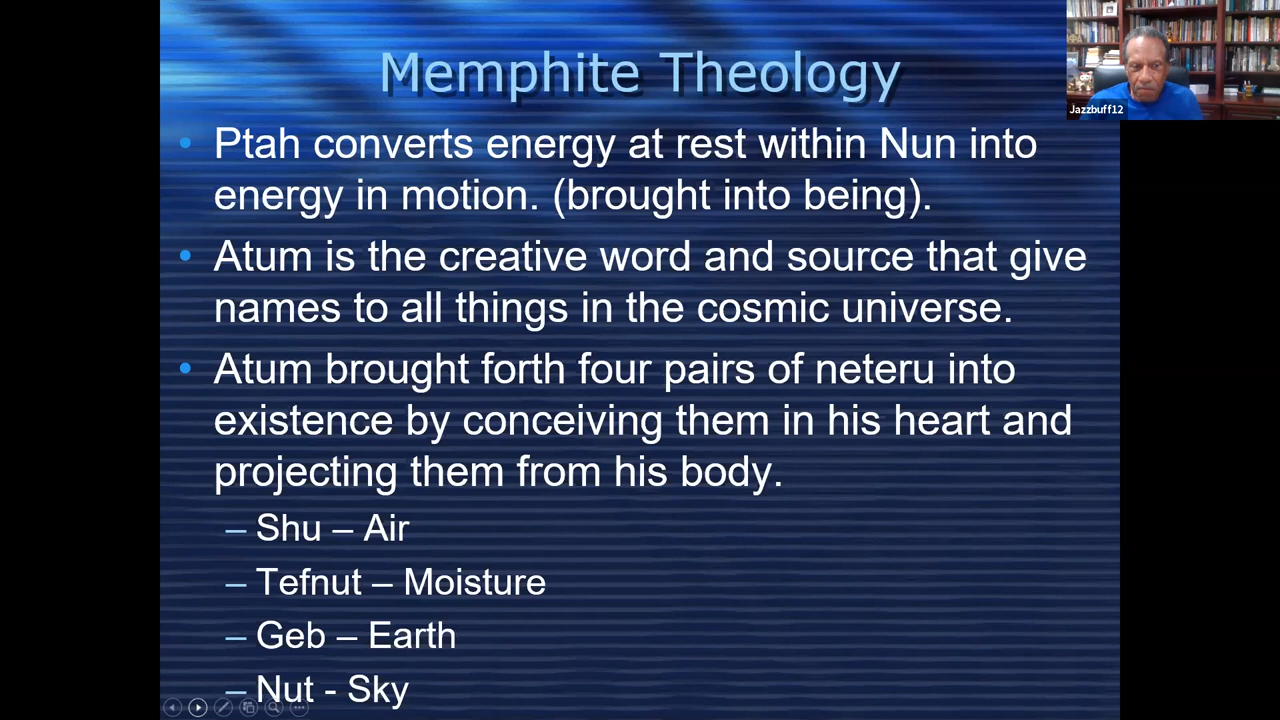 Memphite Theology
Jazzbuff12
• Ptah converts energy at rest within Nun into
energy in motion. (brought into being).
• Atum is the creative word and source that give
names to all things in the cosmic universe.
• Atum brought forth four pairs of neteru into
existence by conceiving them in his heart and
projecting them from his body.
– Shu – Air
– Tefnut – Moisture
– Geb – Earth
– Nut - Sky